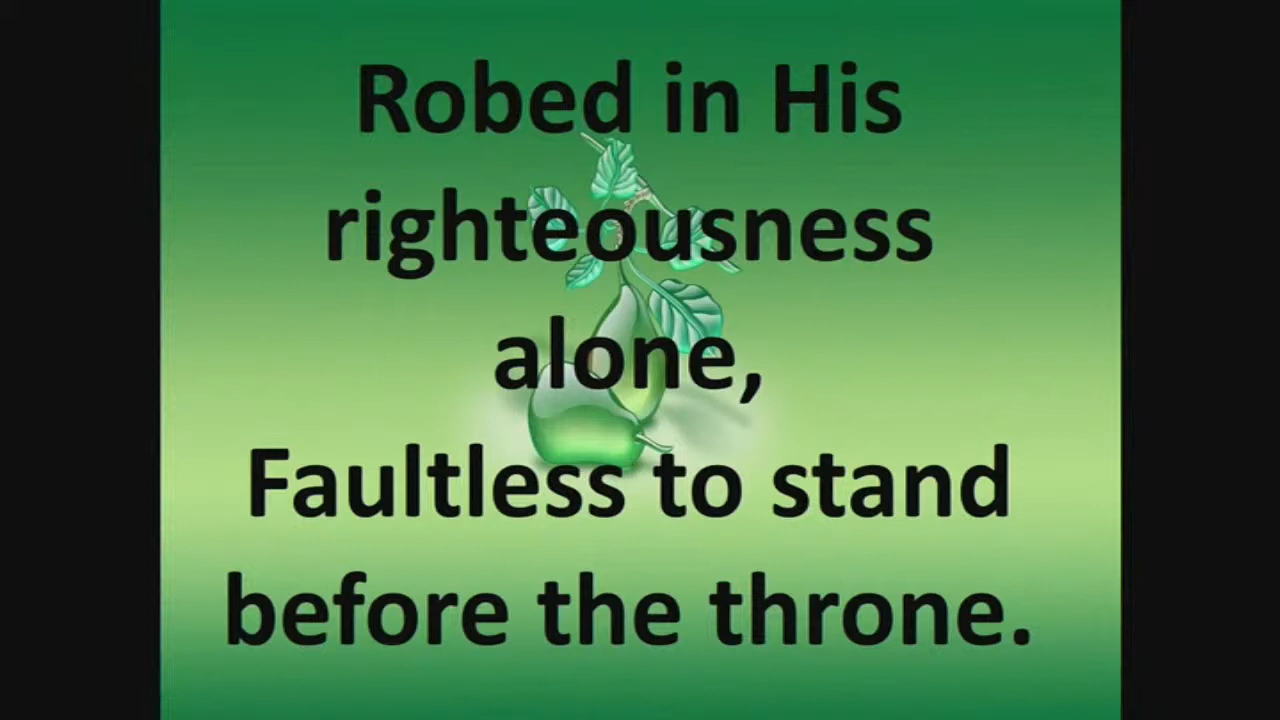 Robed in His
righteousness
alone,
Faultless to stand
before the throne.